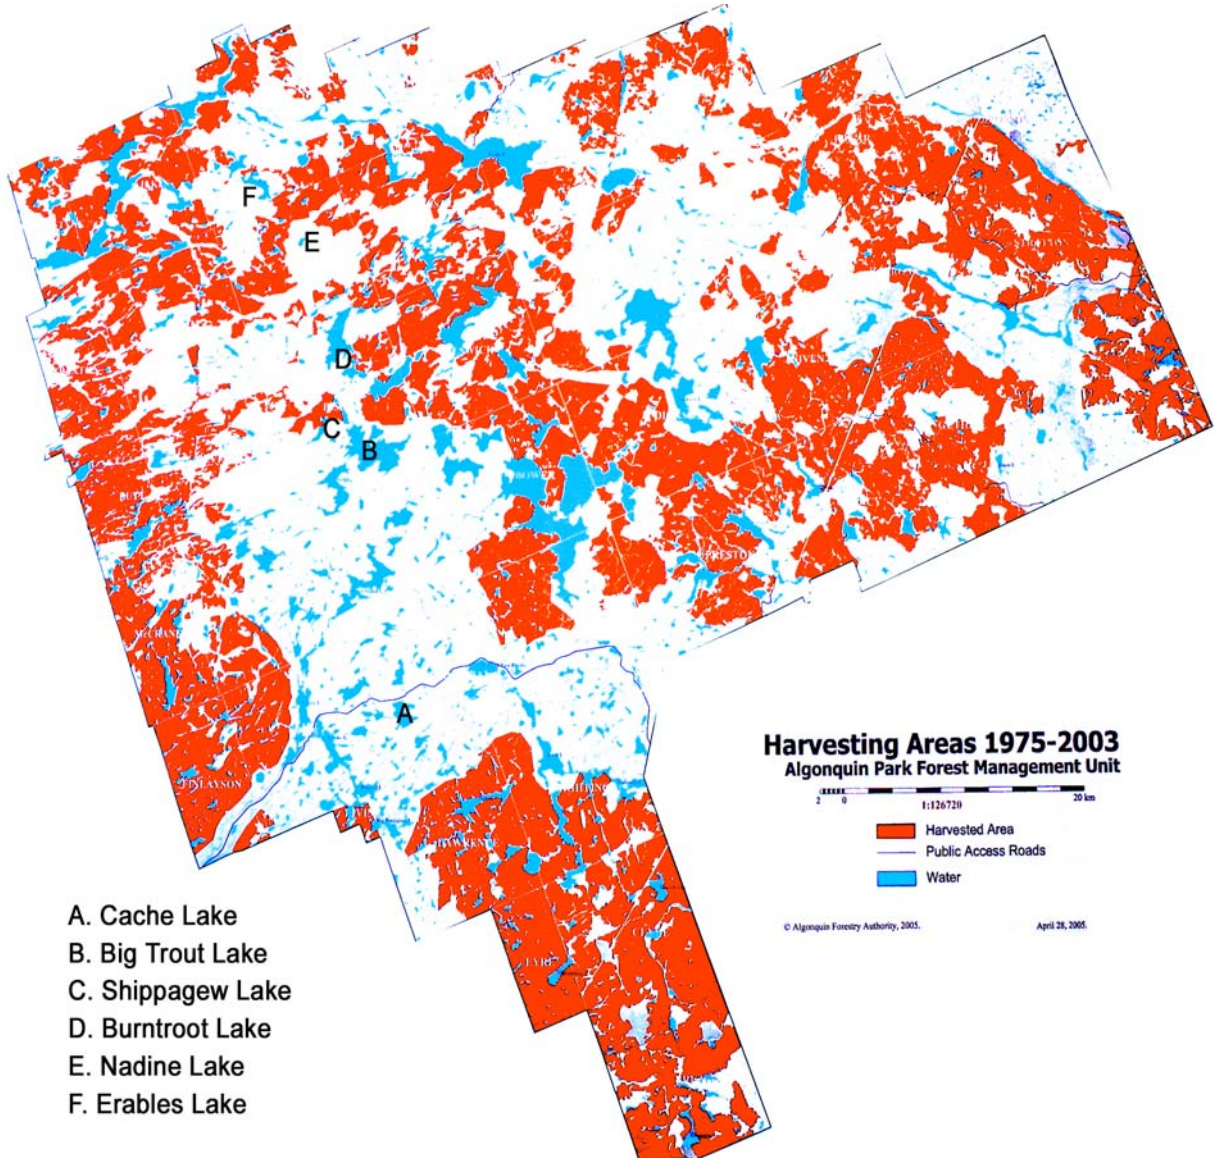 F
E
D
C
B
PRESTON
A
FINLAYSON
Harvesting Areas 1975-2003
Algonquin Park Forest Management Unit
2 0 20 km
1:126720
Harvested Area
Public Access Roads
Water
© Algonquin Forestry Authority, 2005. April 28, 2005.
A. Cache Lake
B. Big Trout Lake
C. Shippagew Lake
D. Burntroot Lake
E. Nadine Lake
F. Erables Lake